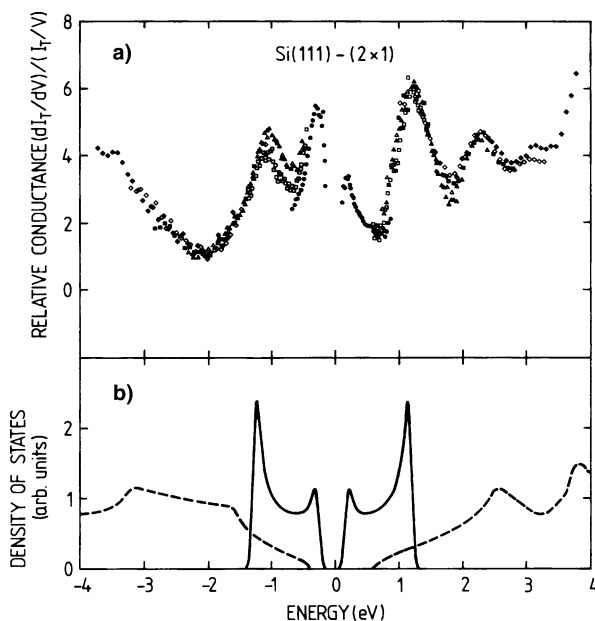 a)
Si(111) – (2×1)
RELATIVE CONDUCTANCE (dI_T/dV)/(I_T/V)
8
6
4
2
0
b)
DENSITY OF STATES
(arb. units)
2
1
0
−4 −3 −2 −1 0 1 2 3 4
ENERGY (eV)